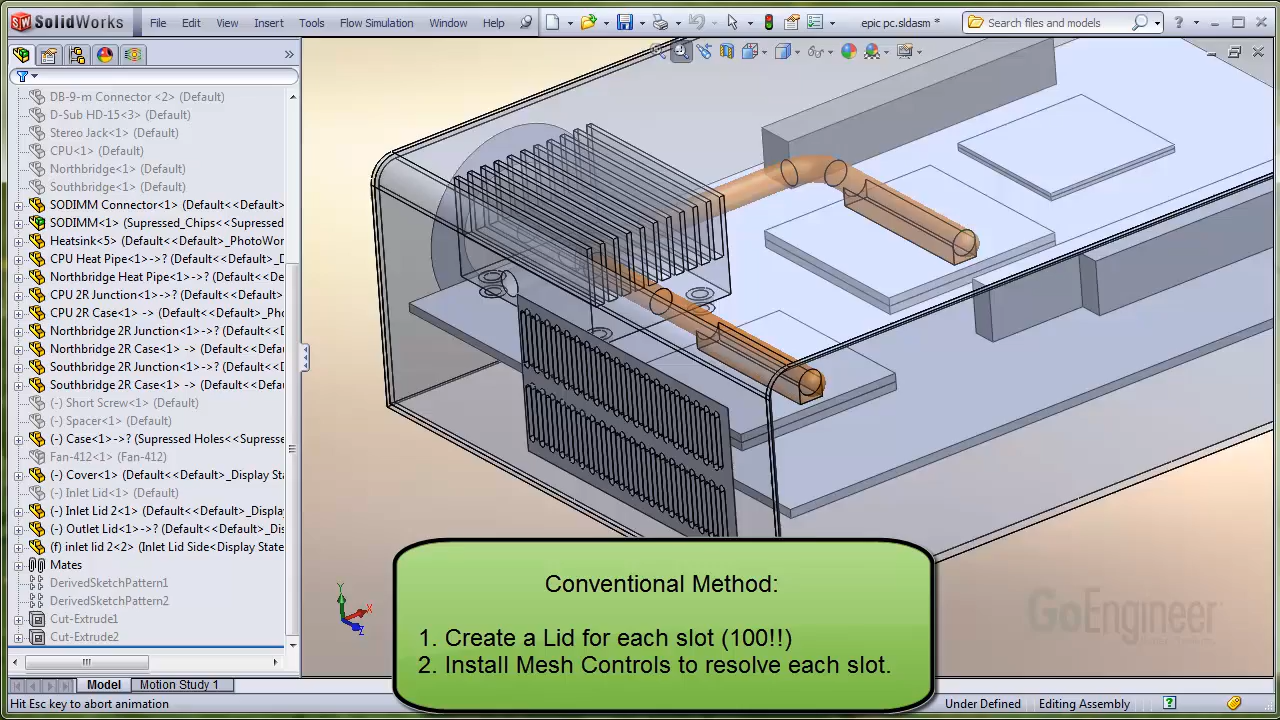 SolidWorks File Edit View Insert Tools Flow Simulation Window Help epic pc.sldasm * Search files and models
DB-9-m Connector <2> (Default)
D-Sub HD-15<3> (Default)
Stereo Jack<1> (Default)
CPU<1> (Default)
Northbridge<1> (Default)
Southbridge<1> (Default)
SODIMM Connector<1> (Default<<Default>
SODIMM<1> (Supressed_Chips<<Supressed
Heatsink<5> (Default<<Default>_PhotoWor
CPU Heat Pipe<1>->? (Default<<Default>_
Northbridge Heat Pipe<1>->? (Default<<D
CPU 2R Junction<1>->? (Default<<Default
CPU 2R Case<1> -> (Default<<Default>_Pho
Northbridge 2R Junction<1>->? (Default<
Northbridge 2R Case<1> -> (Default<<Defa
Southbridge 2R Junction<1>->? (Default<
Southbridge 2R Case<1> -> (Default<<Defa
(-) Short Screw<1> (Default)
(-) Spacer<1> (Default)
(-) Case<1>->? (Supressed Holes<<Supresse
Fan-412<1> (Fan-412)
(-) Cover<1> (Default<<Default>_Display Sta
(-) Inlet Lid<1> (Default)
(-) Inlet Lid 2<1> (Default<<Default>_Displa
(-) Outlet Lid<1>->? (Default<<Default>_Dis
(f) inlet lid 2<2> (Inlet Lid Side<Display State
Mates
DerivedSketchPattern1
DerivedSketchPattern2
Cut-Extrude1
Cut-Extrude2
Y
X
Z
Conventional Method:
1. Create a Lid for each slot (100!!)
2. Install Mesh Controls to resolve each slot.
GoEngineer
Model Motion Study 1
Hit Esc key to abort animation Under Defined Editing Assembly